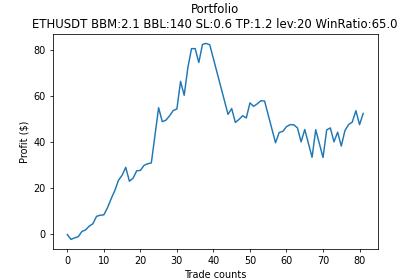 Portfolio
ETHUSDT BBM:2.1 BBL:140 SL:0.6 TP:1.2 lev:20 WinRatio:65.0
80
60
40
20
0
Profit ($)
0 10 20 30 40 50 60 70 80
Trade counts